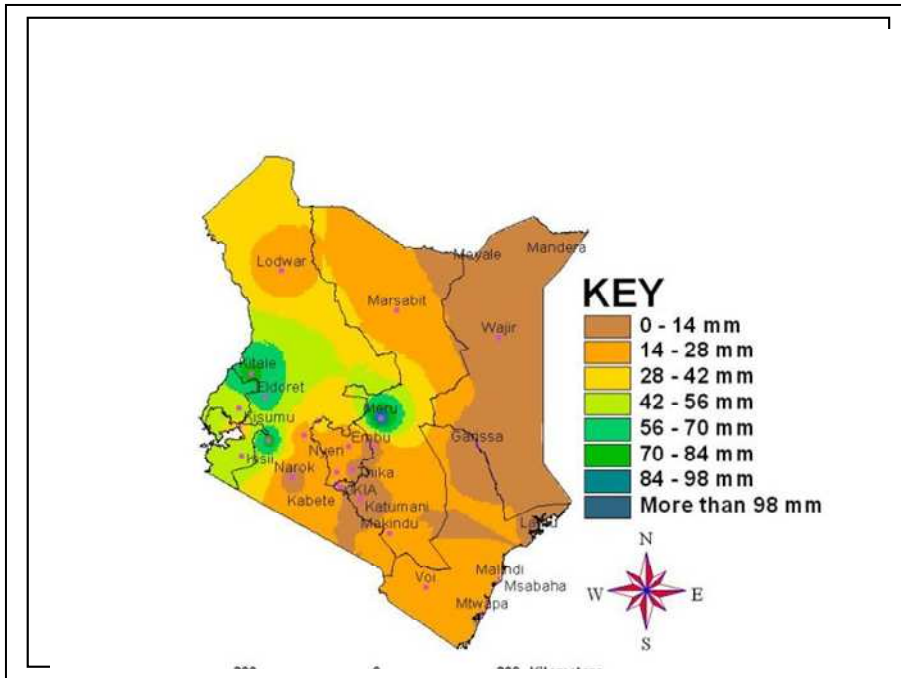 Lodwar
Moyale
Mandera
Marsabit
Wajir
KEY
0 - 14 mm
14 - 28 mm
28 - 42 mm
42 - 56 mm
56 - 70 mm
70 - 84 mm
84 - 98 mm
More than 98 mm
Kitale
Eldoret
Kisumu
Meru
Embu
Nyeri
Garissa
Kisii
Narok
Thika
Kabete
JKIA
Katumani
Makindu
Lamu
Voi
Malindi
Msabaha
Mtwapa
N
W
E
S